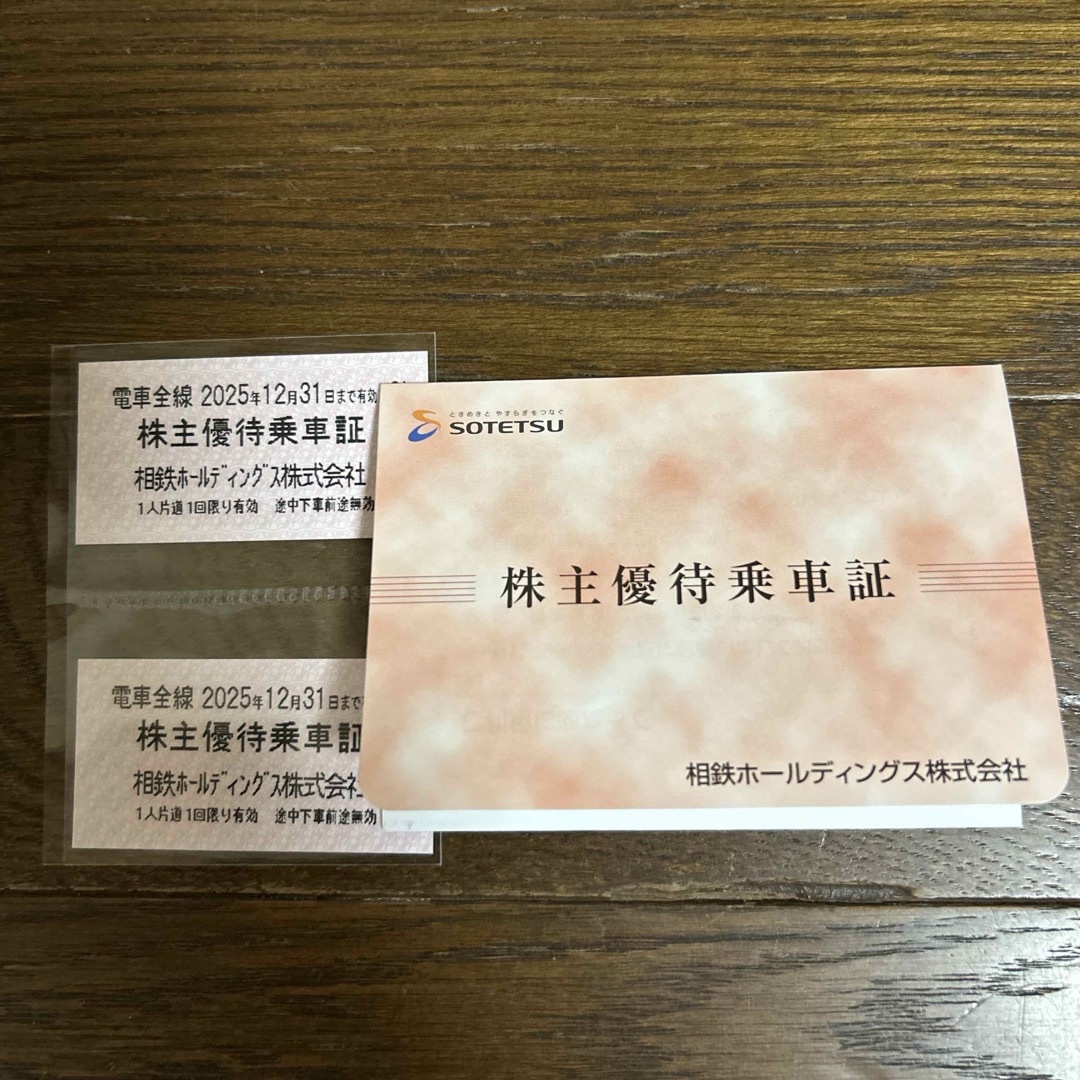 電車全線 2025年12月31日まで有効
株主優待乗車証
相鉄ホールディングス株式会社
1人片道1回限り有効 途中下車前途無効
電車全線 2025年12月31日まで
株主優待乗車証
相鉄ホールディングス株式会社
1人片道1回限り有効 途中下車前途無効
ときめきと やすらぎをつなぐ
SOTETSU
株主優待乗車証
相鉄ホールディングス株式会社